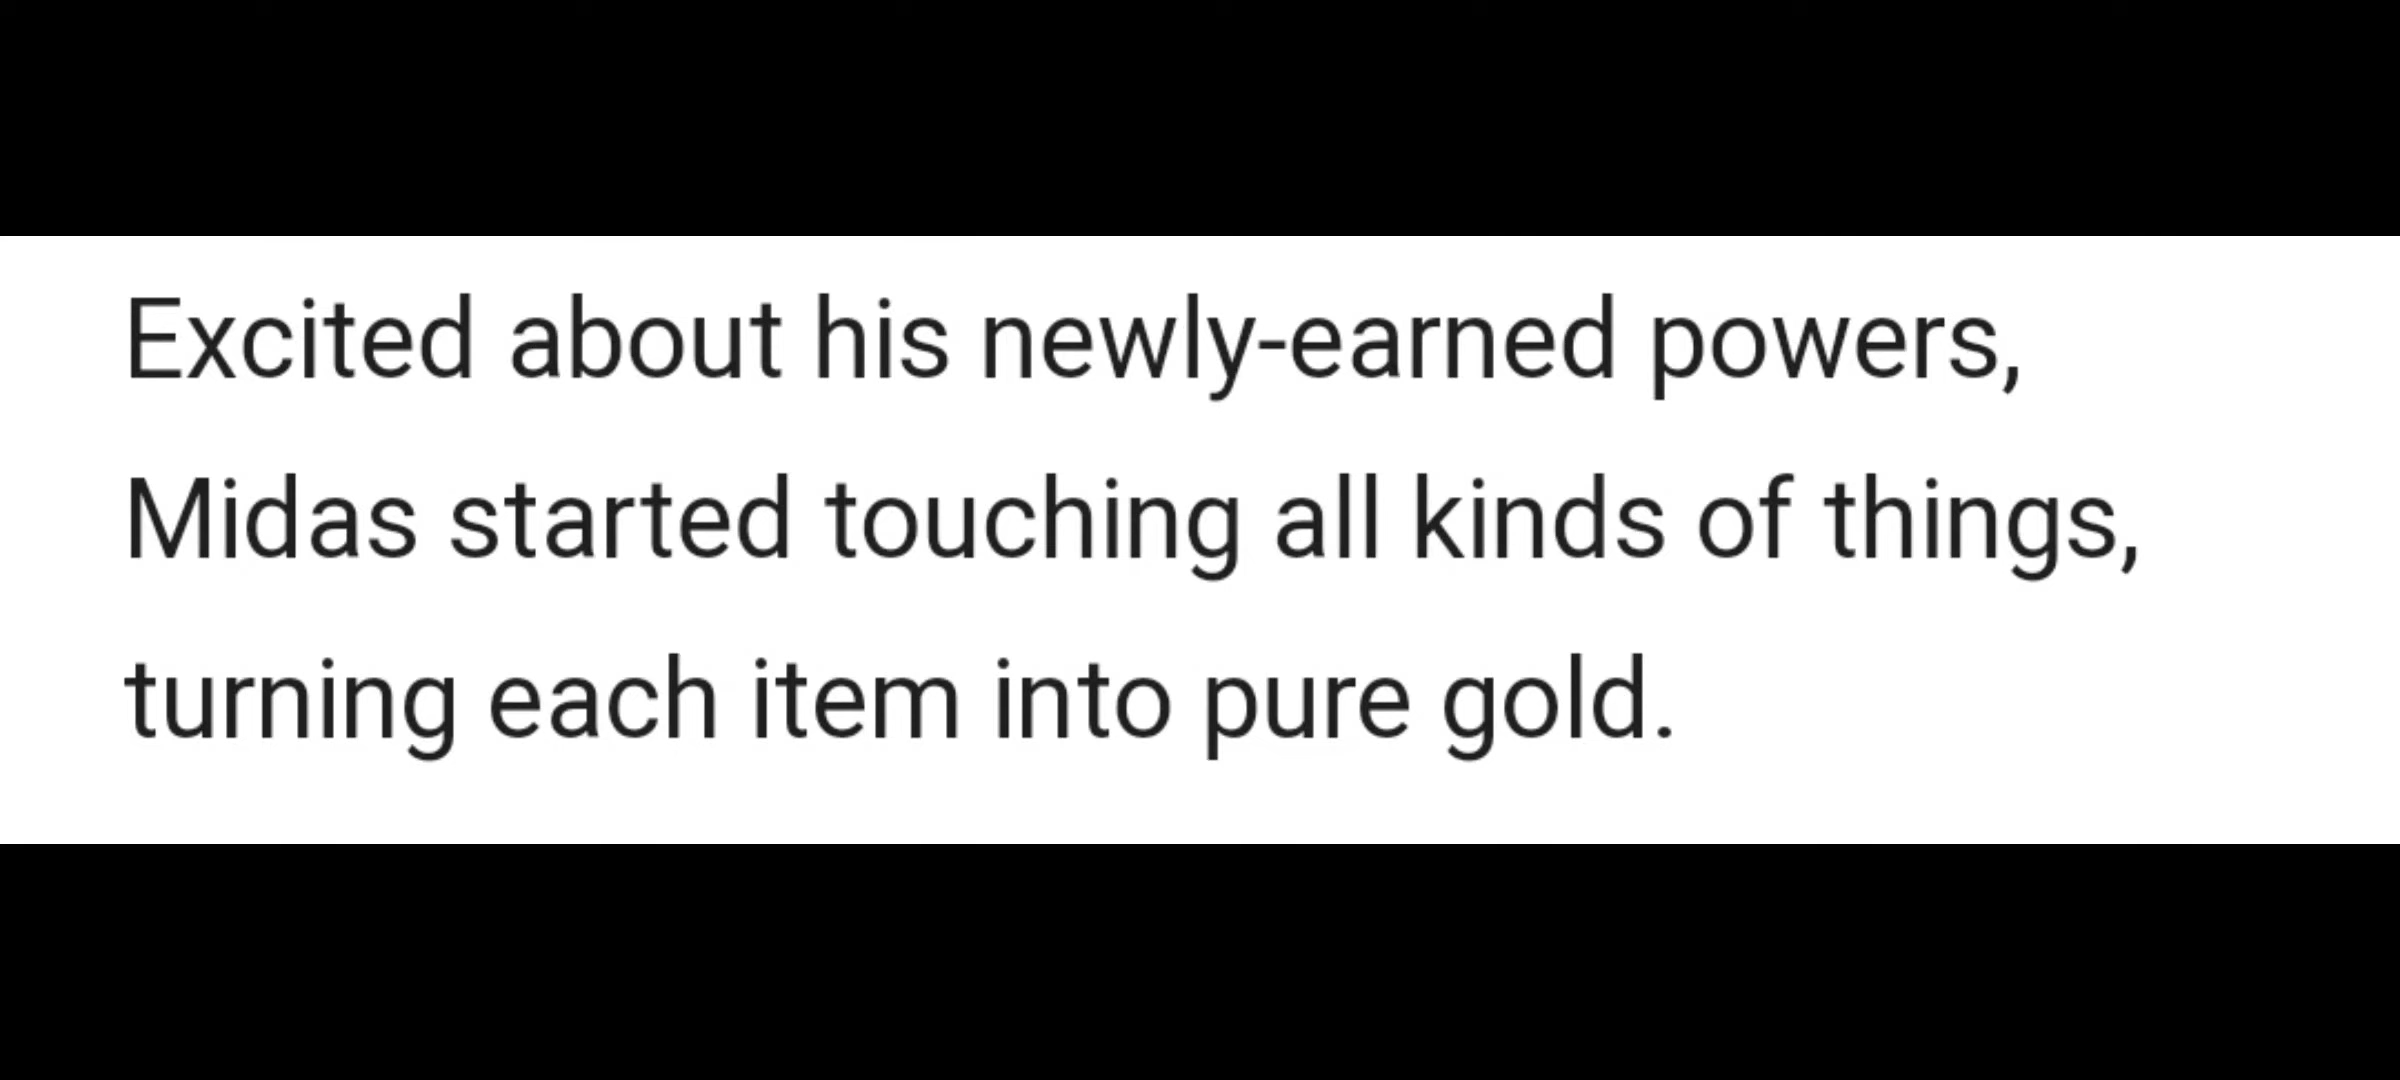 Excited about his newly-earned powers,
Midas started touching all kinds of things,
turning each item into pure gold.